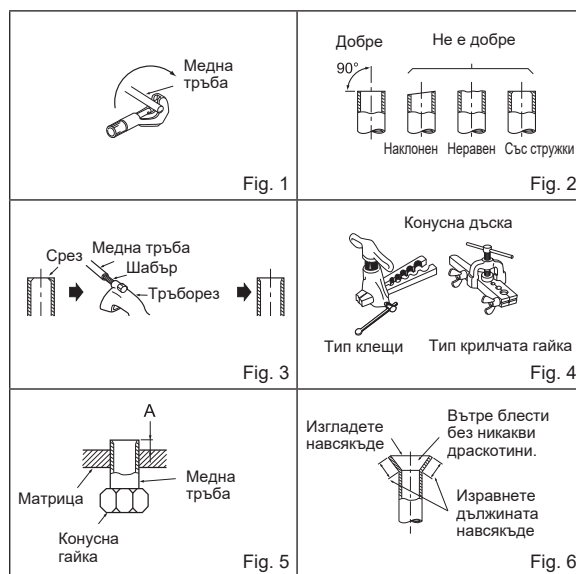 Медна
тръба
Fig. 1
Добре
Не е добре
90°
Наклонен
Неравен
Със стружки
Fig. 2
Срез
Медна тръба
Шабър
Тръборез
Fig. 3
Конусна дъска
Тип клещи
Тип крилчата гайка
Fig. 4
A
Матрица
Медна
тръба
Конусна
гайка
Fig. 5
Изгладете
навсякъде
Вътре блести
без никакви
драскотини.
Изравнете
дължината
навсякъде
Fig. 6